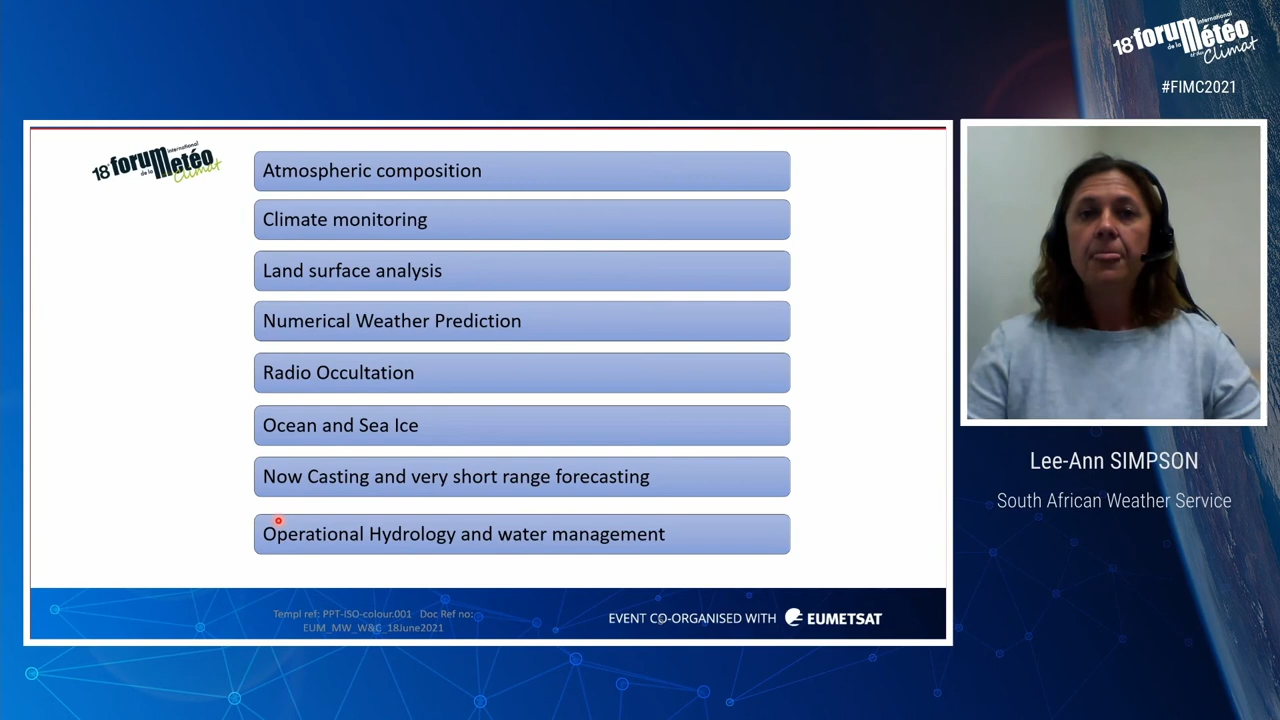 18e forum international
de la météo
et du climat
#FIMC2021
18e forum international
de la météo
climat
Atmospheric composition
Climate monitoring
Land surface analysis
Numerical Weather Prediction
Radio Occultation
Ocean and Sea Ice
Now Casting and very short range forecasting
Operational Hydrology and water management
Templ ref: PPT-ISO-colour.001 Doc Ref no:
EUM_MW_W&C_18June2021
EVENT CO-ORGANISED WITH EUMETSAT
Lee-Ann SIMPSON
South African Weather Service